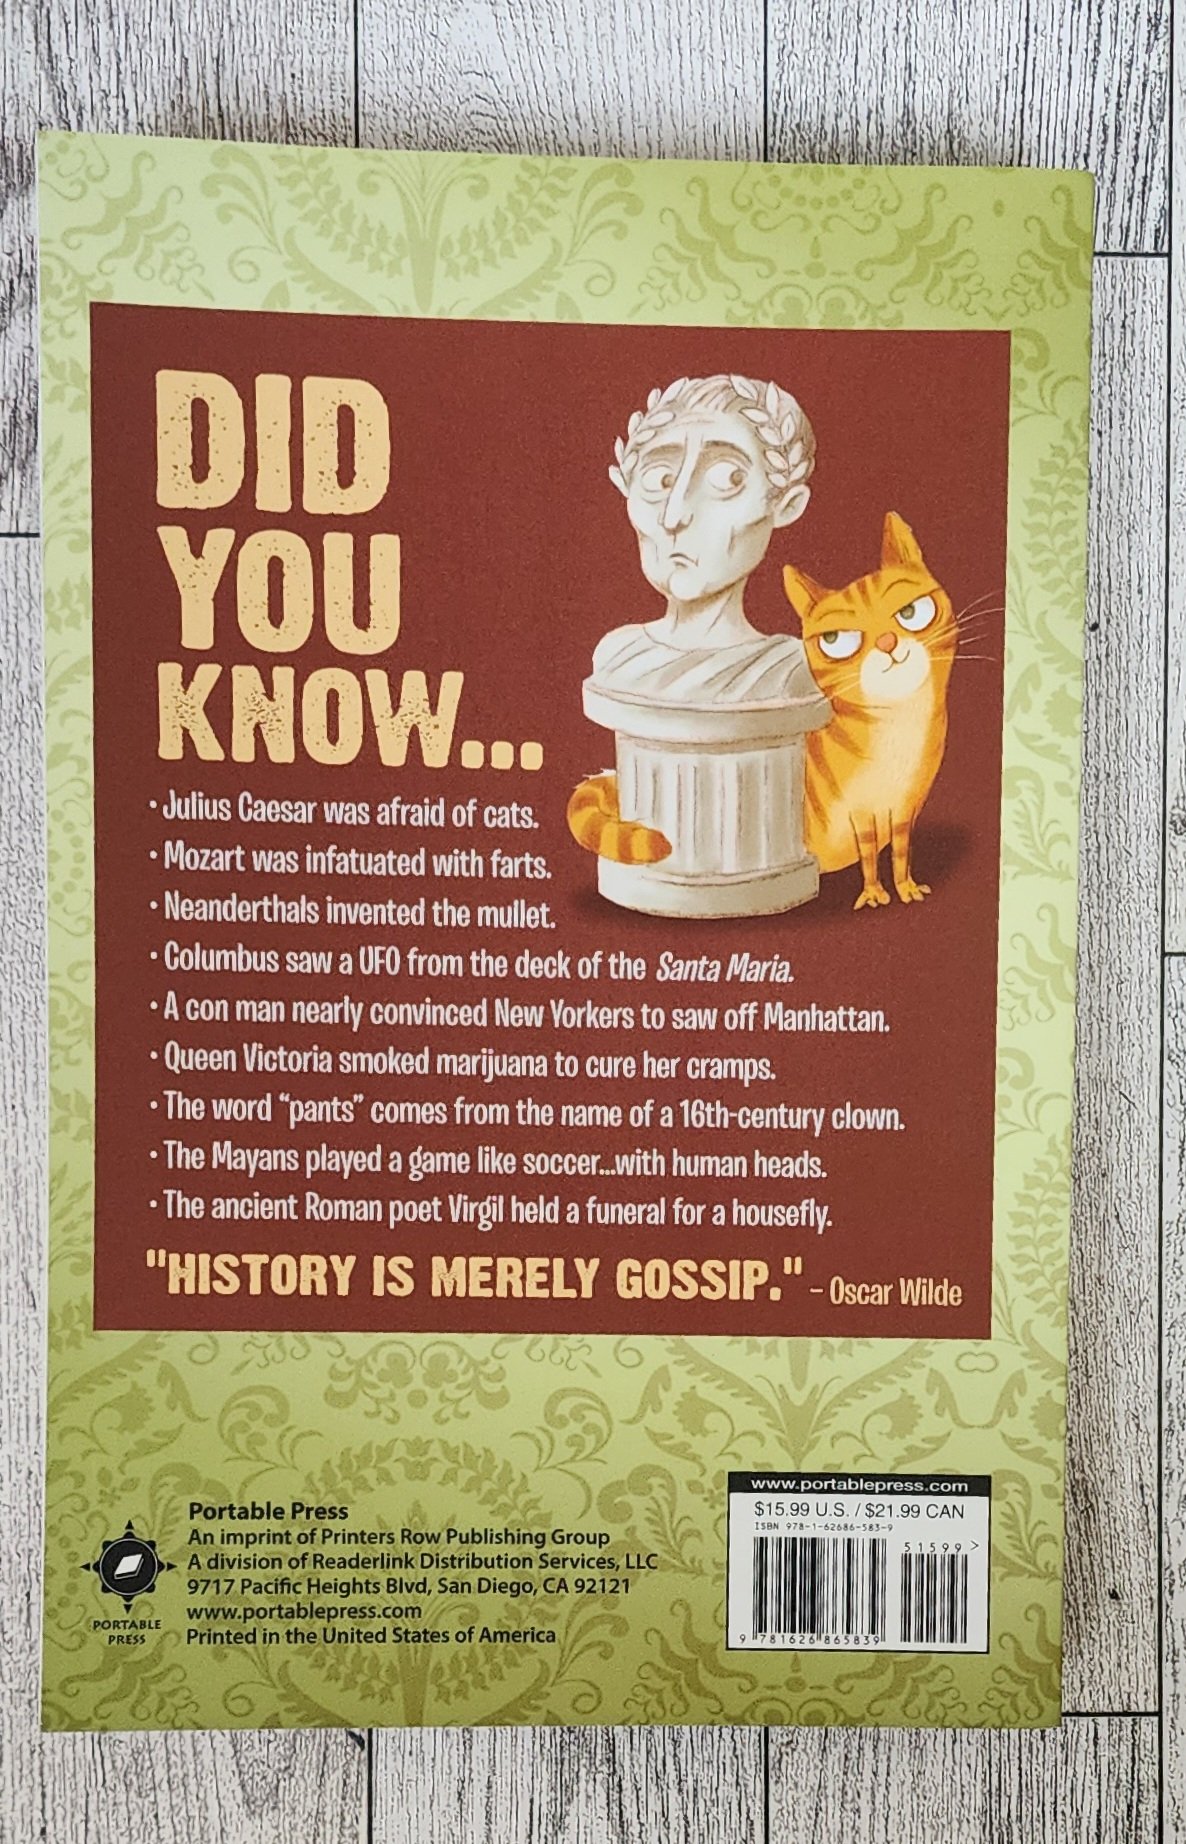 DID
YOU
KNOW...
• Julius Caesar was afraid of cats.
• Mozart was infatuated with farts.
• Neanderthals invented the mullet.
• Columbus saw a UFO from the deck of the Santa Maria.
• A con man nearly convinced New Yorkers to saw off Manhattan.
• Queen Victoria smoked marijuana to cure her cramps.
• The word “pants” comes from the name of a 16th-century clown.
• The Mayans played a game like soccer...with human heads.
• The ancient Roman poet Virgil held a funeral for a housefly.
"HISTORY IS MERELY GOSSIP." – Oscar Wilde
PORTABLE
PRESS
Portable Press
An imprint of Printers Row Publishing Group
A division of Readerlink Distribution Services, LLC
9717 Pacific Heights Blvd, San Diego, CA 92121
www.portablepress.com
Printed in the United States of America
www.portablepress.com
$15.99 U.S. / $21.99 CAN
ISBN 978-1-62686-583-9
51599>
9 781626 865839